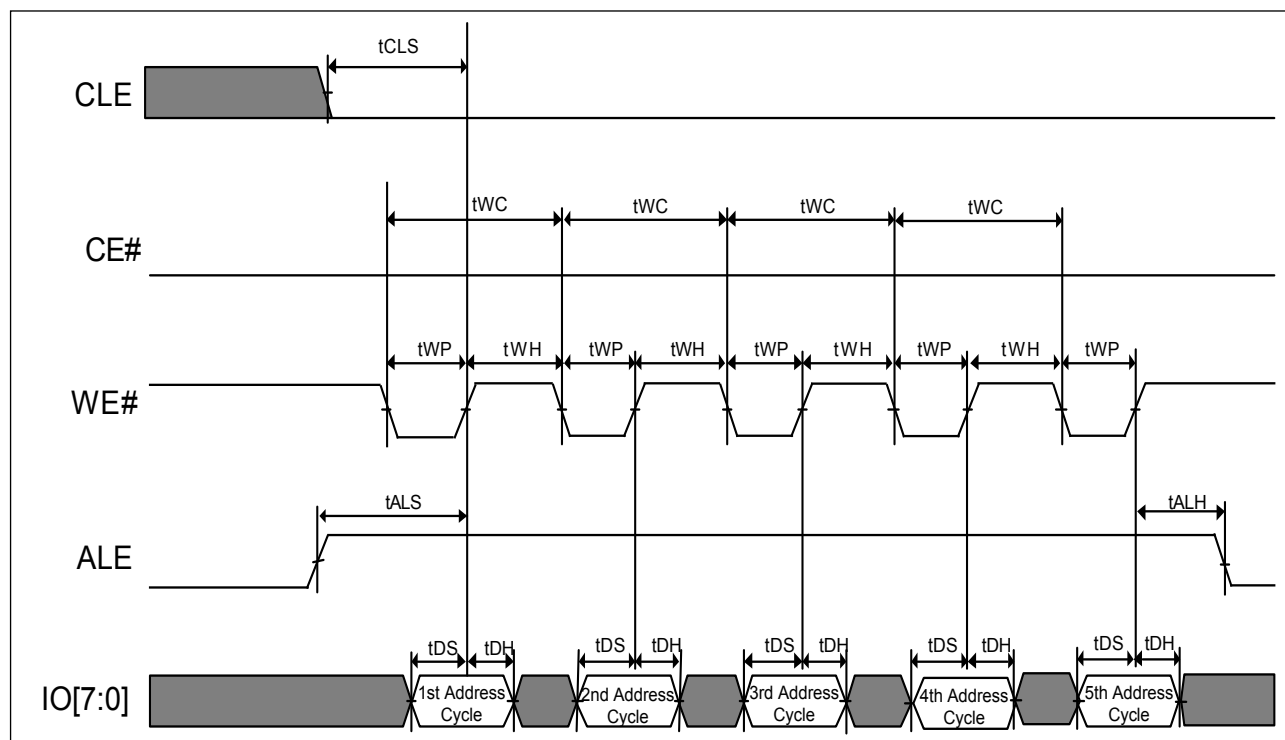 tCLS
CLE
tWC tWC tWC tWC
CE#
tWP tWH tWP tWH tWP tWH tWP tWH tWP
WE#
tALS tALH
ALE
tDS tDH tDS tDH tDS tDH tDS tDH tDS tDH
IO[7:0]
1st Address Cycle
2nd Address Cycle
3rd Address Cycle
4th Address Cycle
5th Address Cycle